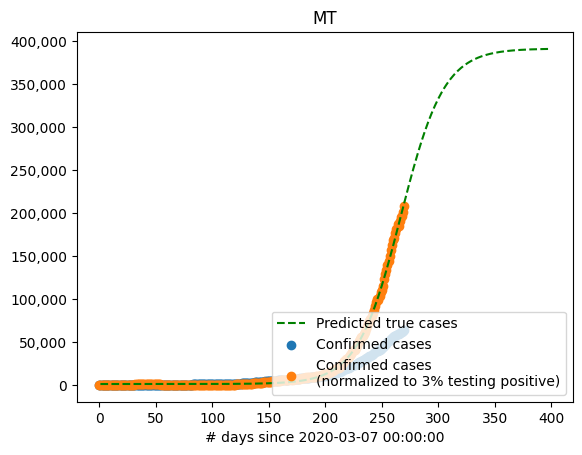 MT
400,000
350,000
300,000
250,000
200,000
150,000
100,000
50,000
0
Predicted true cases
Confirmed cases
Confirmed cases
(normalized to 3% testing positive)
0 50 100 150 200 250 300 350 400
# days since 2020-03-07 00:00:00